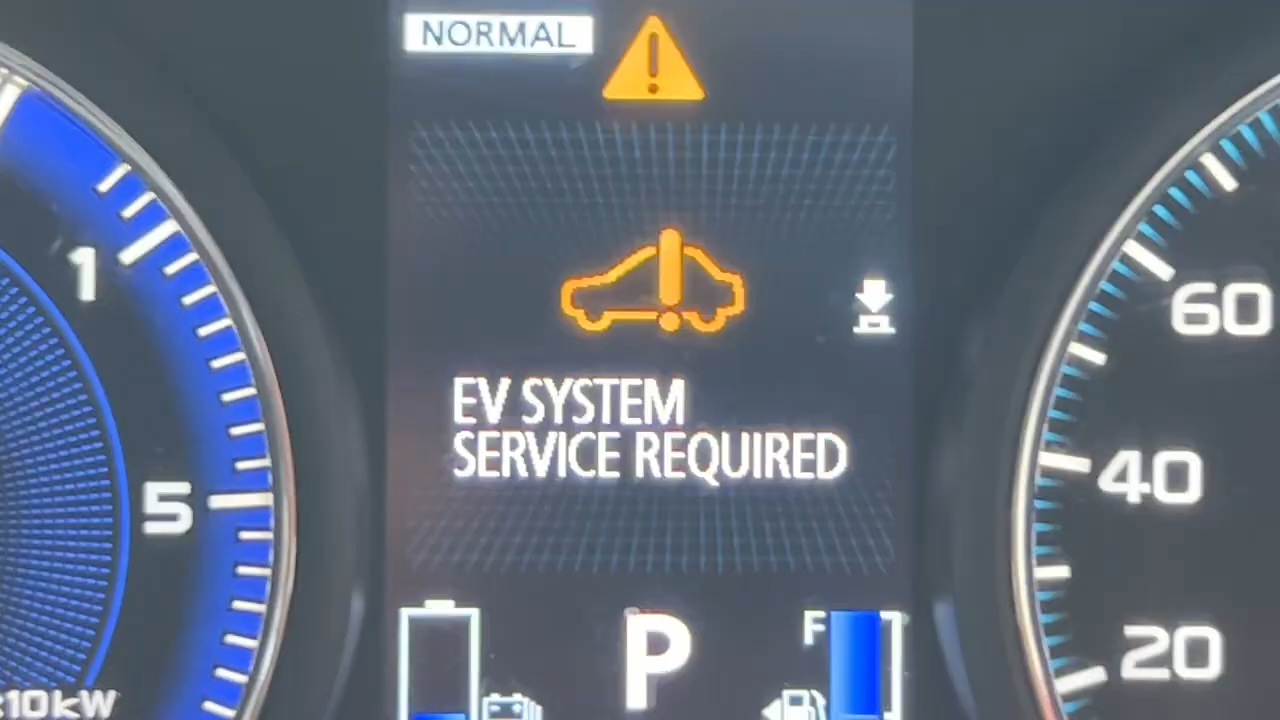 NORMAL
1
60
EV SYSTEM
SERVICE REQUIRED
5
40
F
P
20
10kW